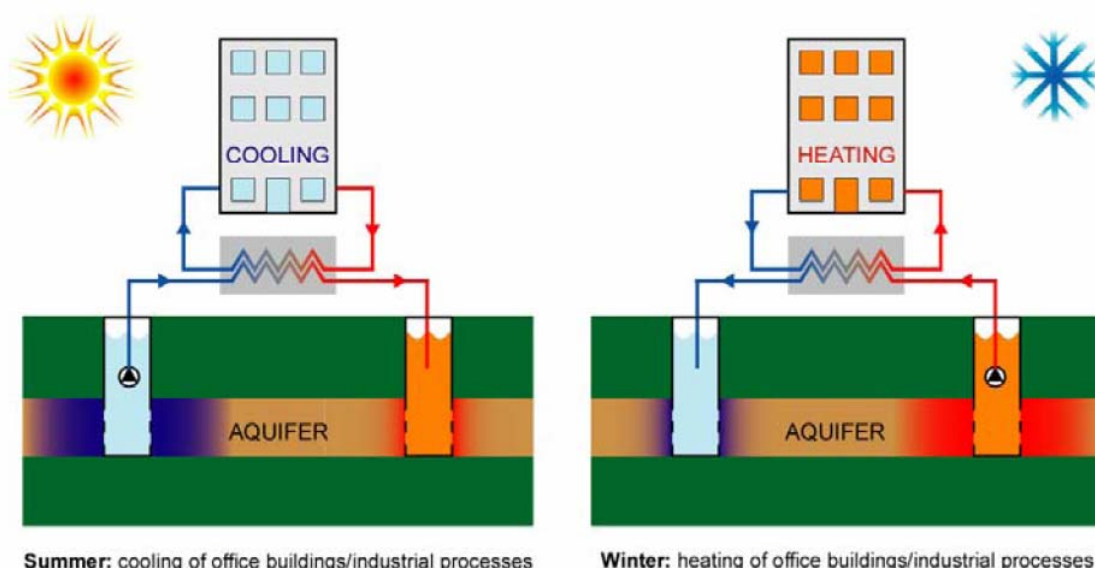 COOLING
HEATING
AQUIFER
AQUIFER
Summer: cooling of office buildings/industrial processes
Winter: heating of office buildings/industrial processes